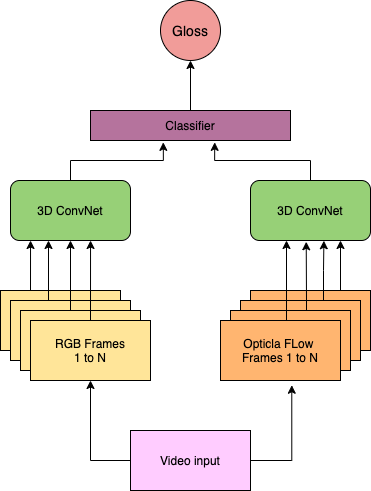 Gloss
Classifier
3D ConvNet
3D ConvNet
RGB Frames
1 to N
Opticla FLow
Frames 1 to N
Video input